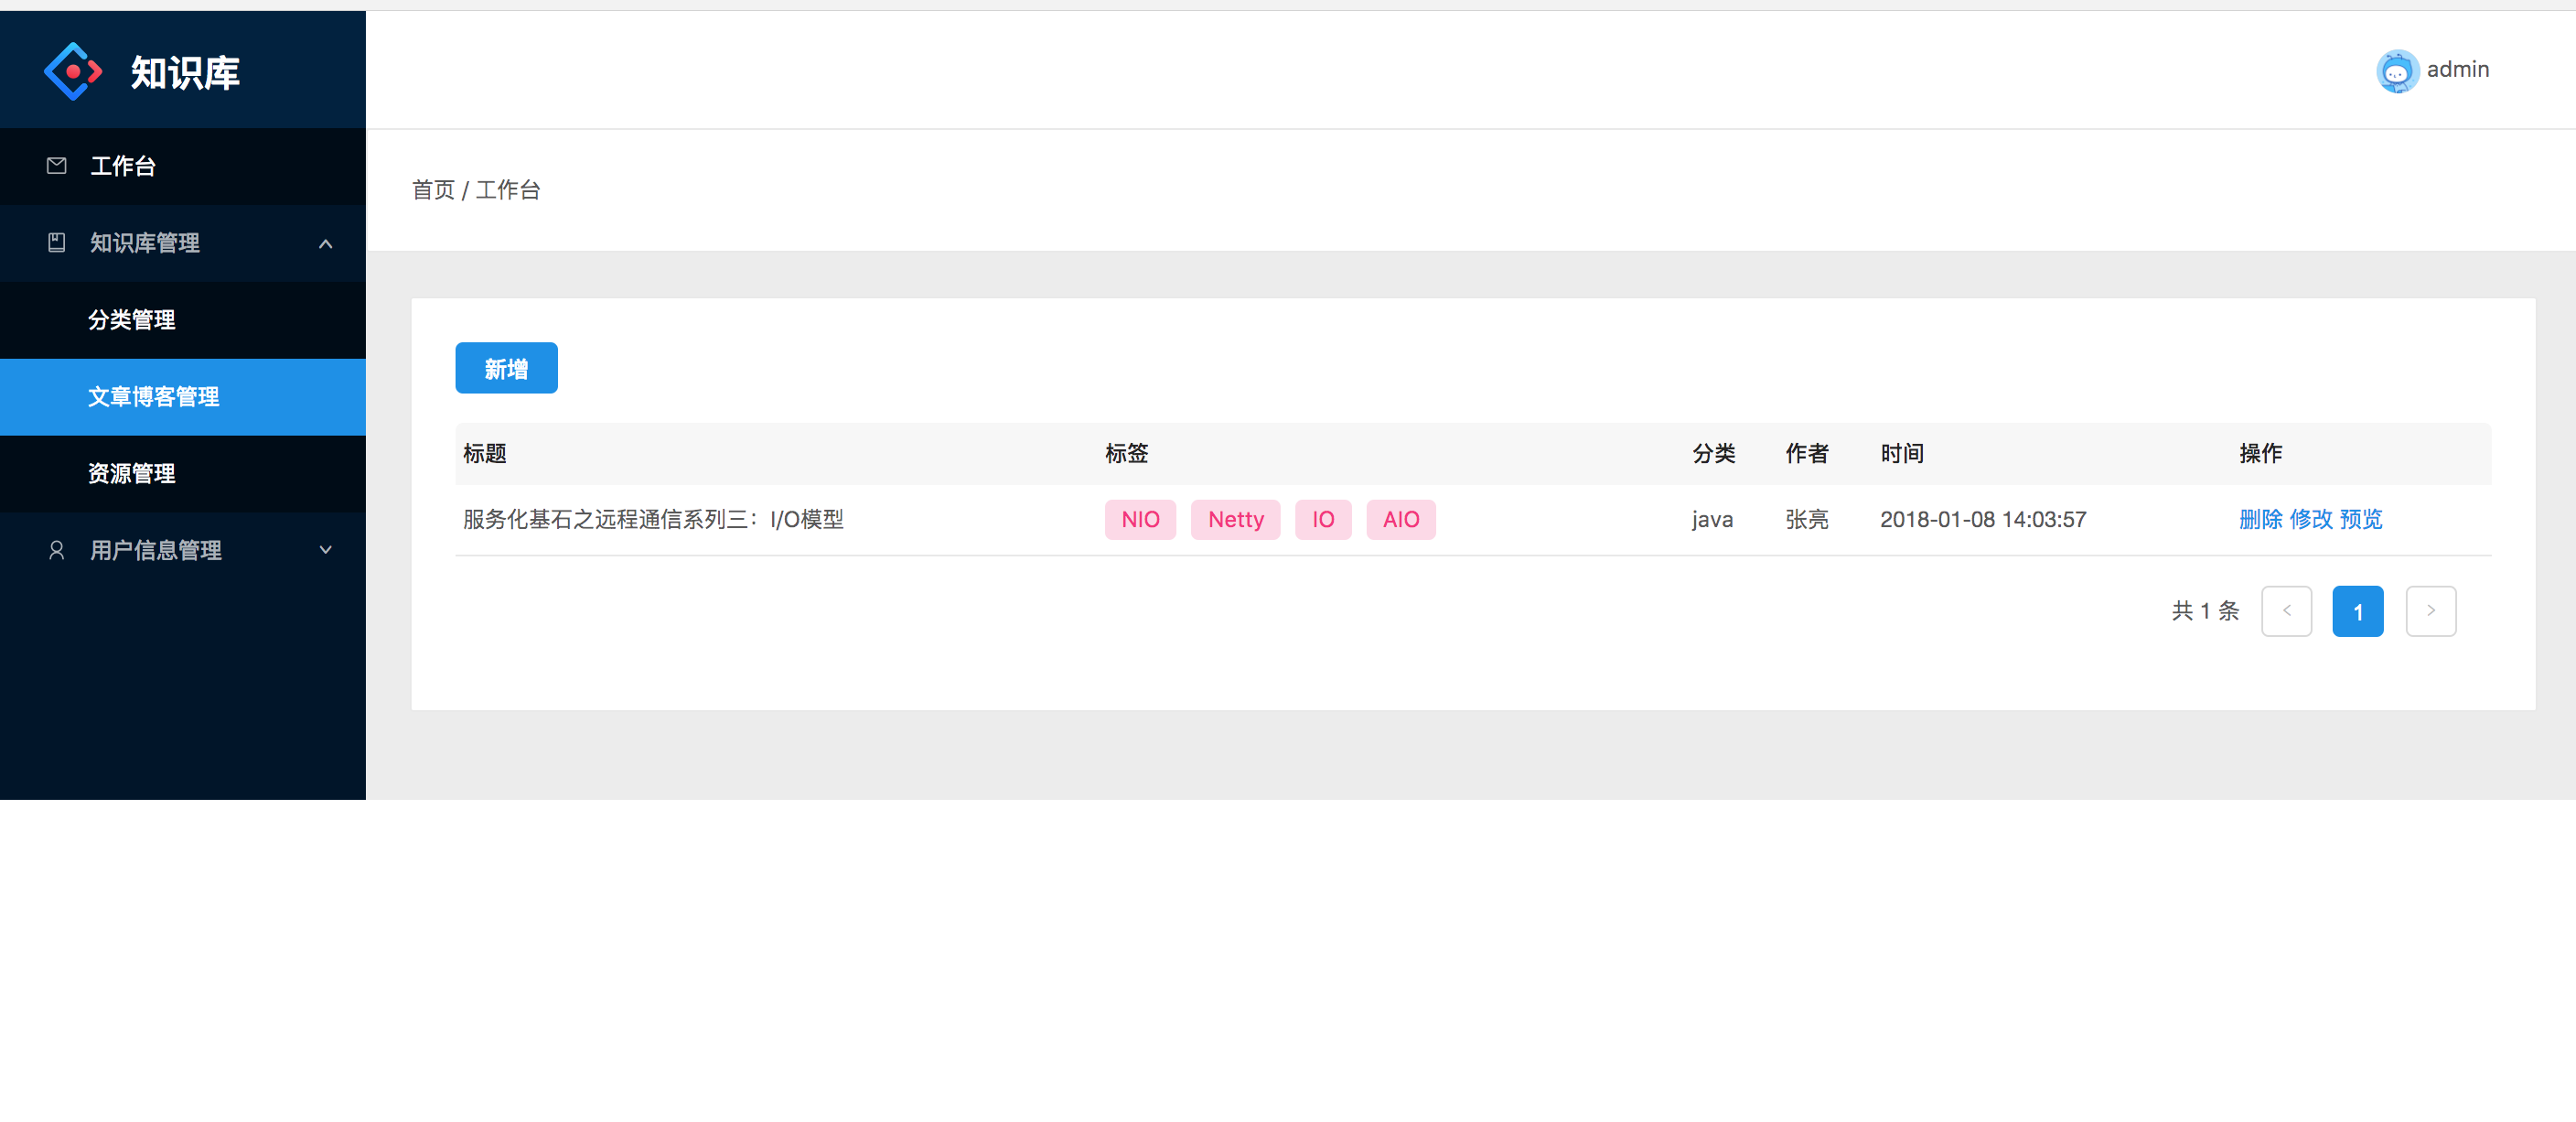 知识库
admin
工作台
首页 / 工作台
知识库管理
分类管理
文章博客管理
资源管理
用户信息管理
新增
标题 标签 分类 作者 时间 操作
服务化基石之远程通信系列三：I/O模型 NIO Netty IO AIO java 张亮 2018-01-08 14:03:57 删除 修改 预览
共 1 条 < 1 >